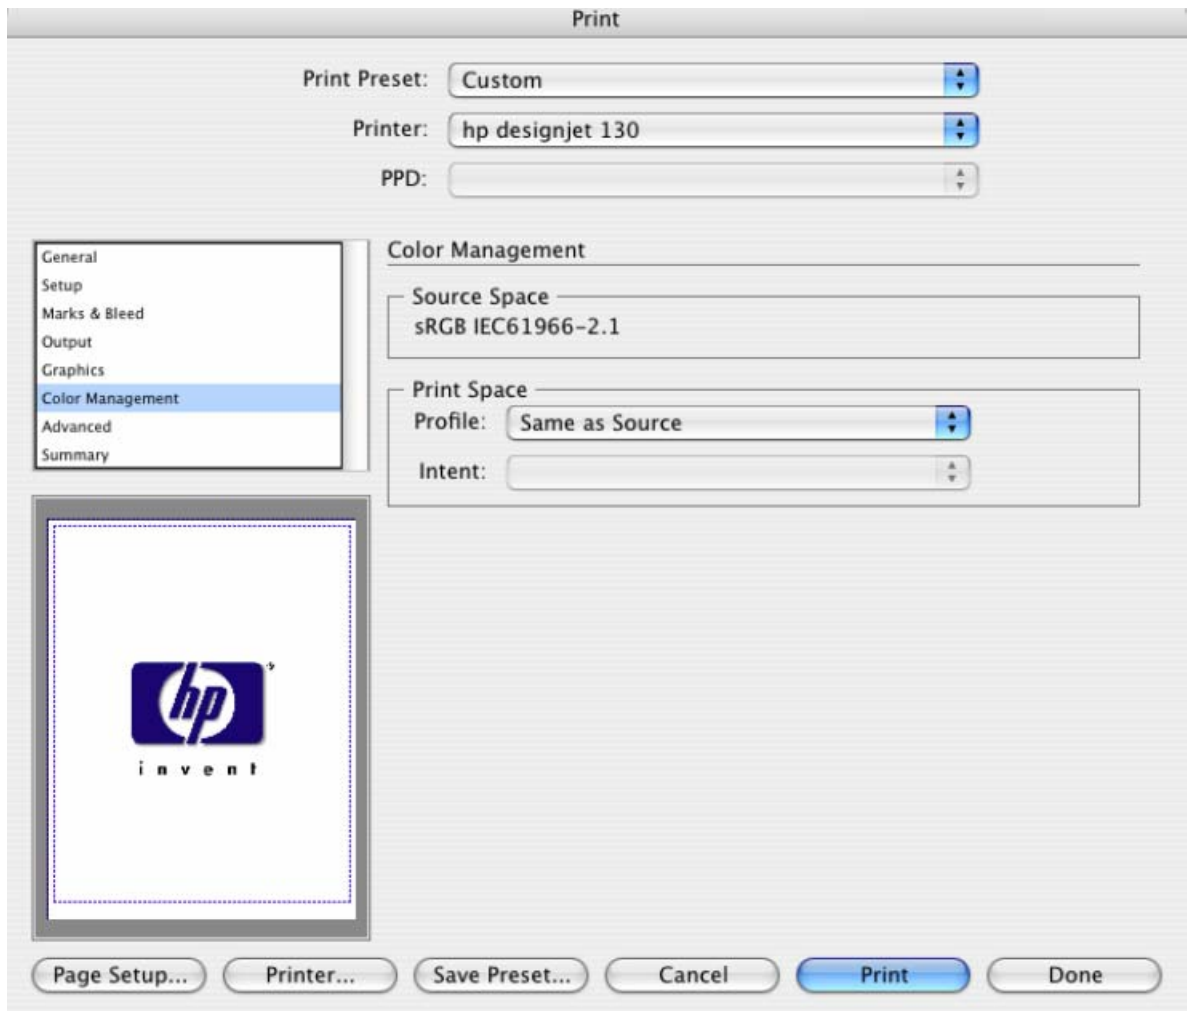 Print
Print Preset: Custom
Printer: hp designjet 130
PPD:
General
Setup
Marks & Bleed
Output
Graphics
Color Management
Advanced
Summary
Color Management
Source Space
sRGB IEC61966-2.1
Print Space
Profile: Same as Source
Intent:
hp
invent
Page Setup... Printer... Save Preset... Cancel Print Done